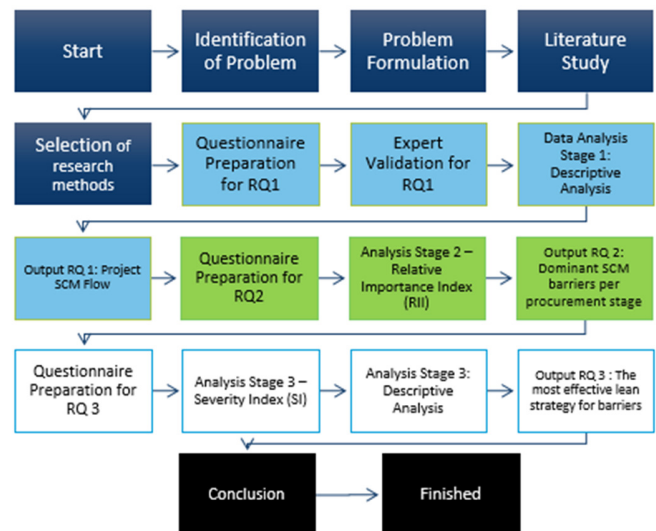 Start
Identification
of Problem
Problem
Formulation
Literature
Study
Selection of
research
methods
Questionnaire
Preparation
for RQ1
Expert
Validation for
RQ1
Data Analysis
Stage 1:
Descriptive
Analysis
Output RQ 1: Project
SCM Flow
Questionnaire
Preparation for
RQ2
Analysis Stage 2 –
Relative
Importance Index
(RII)
Output RQ 2:
Dominant SCM
barriers per
procurement stage
Questionnaire
Preparation for
RQ 3
Analysis Stage 3 –
Severity Index (SI)
Analysis Stage 3:
Descriptive
Analysis
Output RQ 3 : The
most effective lean
strategy for barriers
Conclusion
Finished